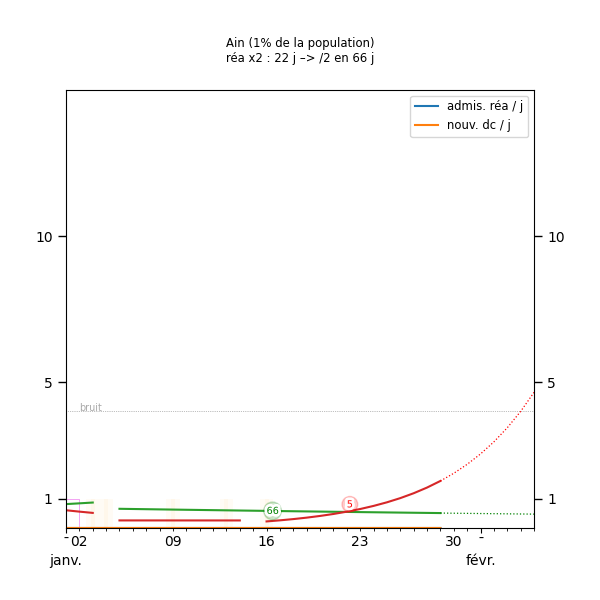 Ain (1% de la population)
réa x2 : 22 j –> /2 en 66 j
admis. réa / j
nouv. dc / j
10 10
5 5
bruit
1 1
66
5
02 09 16 23 30
janv. févr.